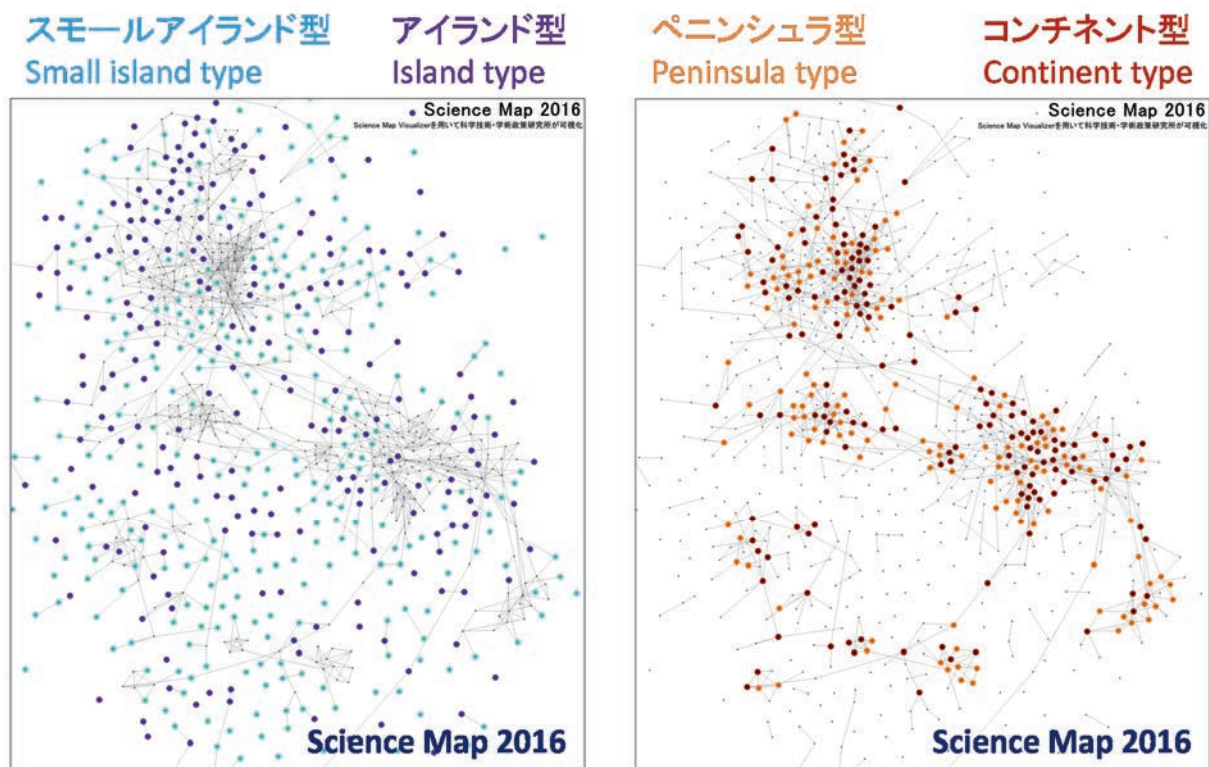 スモールアイランド型
Small island type
アイランド型
Island type
ペニンシュラ型
Peninsula type
コンチネント型
Continent type
Science Map 2016
Science Map Visualizerを用いて科学技術・学術政策研究所が可視化
Science Map 2016
Science Map 2016
Science Map Visualizerを用いて科学技術・学術政策研究所が可視化
Science Map 2016